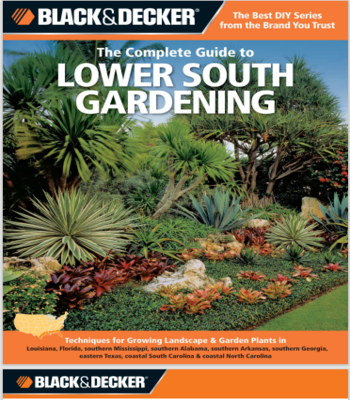 BLACK&DECKER®
The Best DIY Series
from the Brand You Trust
The Complete Guide to
LOWER SOUTH
GARDENING
Techniques for Growing Landscape & Garden Plants in
Louisiana, Florida, southern Mississippi, southern Alabama, southern Arkansas, southern Georgia,
eastern Texas, coastal South Carolina & coastal North Carolina
BLACK&DECKER®